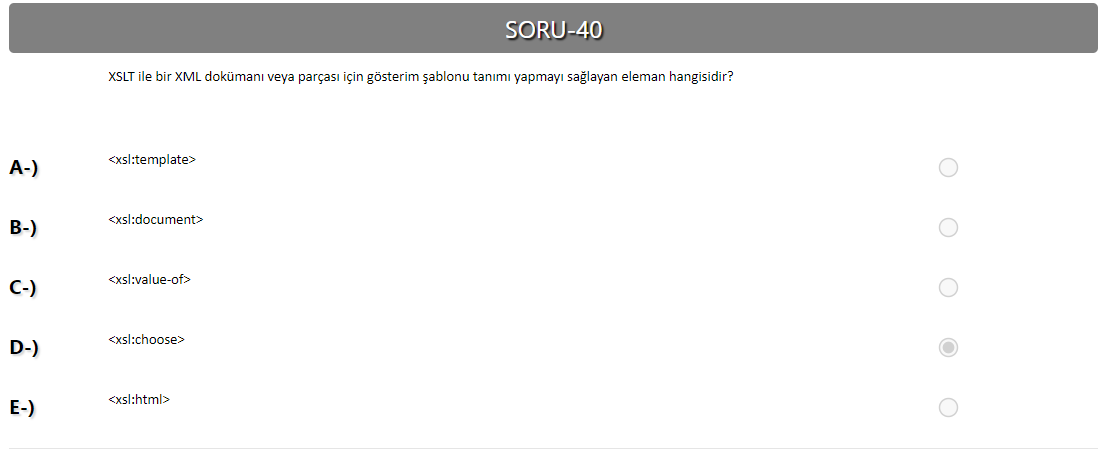 SORU-40
XSLT ile bir XML dokümanı veya parçası için gösterim şablonu tanımı yapmayı sağlayan eleman hangisidir?
A-) <xsl:template>
B-) <xsl:document>
C-) <xsl:value-of>
D-) <xsl:choose>
E-) <xsl:html>